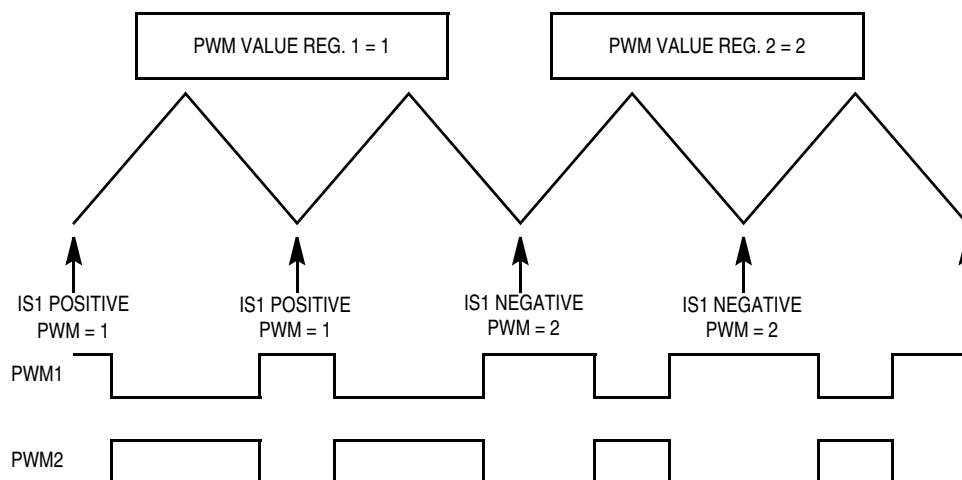 PWM VALUE REG. 1 = 1
PWM VALUE REG. 2 = 2
IS1 POSITIVE
PWM = 1
IS1 POSITIVE
PWM = 1
IS1 NEGATIVE
PWM = 2
IS1 NEGATIVE
PWM = 2
PWM1
PWM2